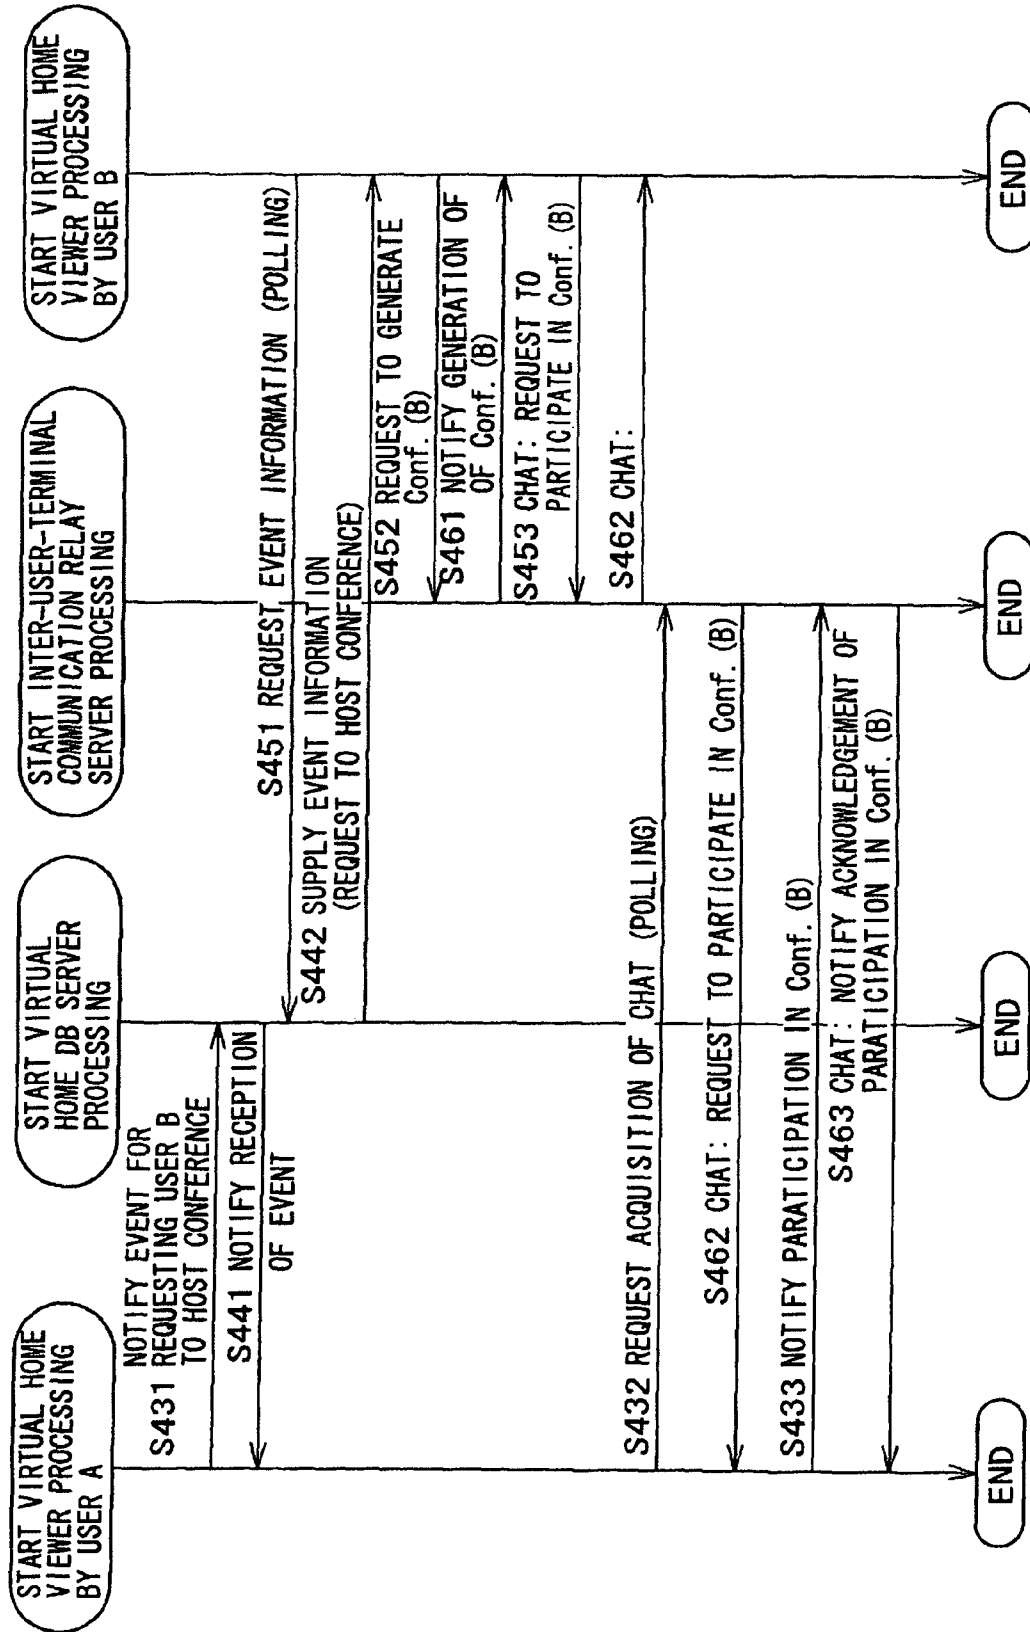 START VIRTUAL HOME
VIEWER PROCESSING
BY USER A
START VIRTUAL
HOME DB SERVER
PROCESSING
START INTER-USER-TERMINAL
COMMUNICATION RELAY
SERVER PROCESSING
START VIRTUAL HOME
VIEWER PROCESSING
BY USER B
NOTIFY EVENT FOR
S431 REQUESTING USER B
TO HOST CONFERENCE
S441 NOTIFY RECEPTION
OF EVENT
S451 REQUEST EVENT INFORMATION (POLLING)
S442 SUPPLY EVENT INFORMATION
(REQUEST TO HOST CONFERENCE)
S452 REQUEST TO GENERATE
Conf. (B)
S461 NOTIFY GENERATION OF
OF Conf. (B)
S453 CHAT: REQUEST TO
PARTICIPATE IN Conf. (B)
S462 CHAT:
S432 REQUEST ACQUISITION OF CHAT (POLLING)
S462 CHAT: REQUEST TO PARTICIPATE IN Conf. (B)
S433 NOTIFY PARATICIPATION IN Conf. (B)
S463 CHAT: NOTIFY ACKNOWLEDGEMENT OF
PARATICIPATION IN Conf. (B)
END
END
END
END